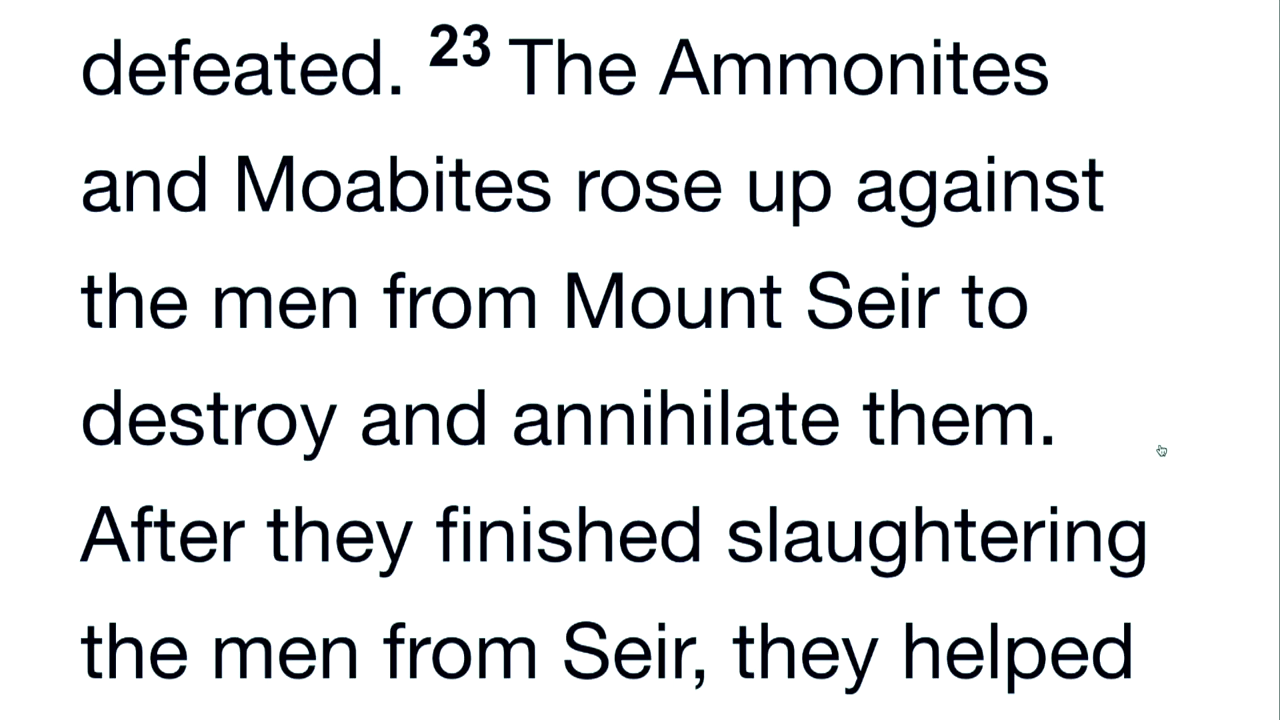 defeated. 23 The Ammonites
and Moabites rose up against
the men from Mount Seir to
destroy and annihilate them.
After they finished slaughtering
the men from Seir, they helped